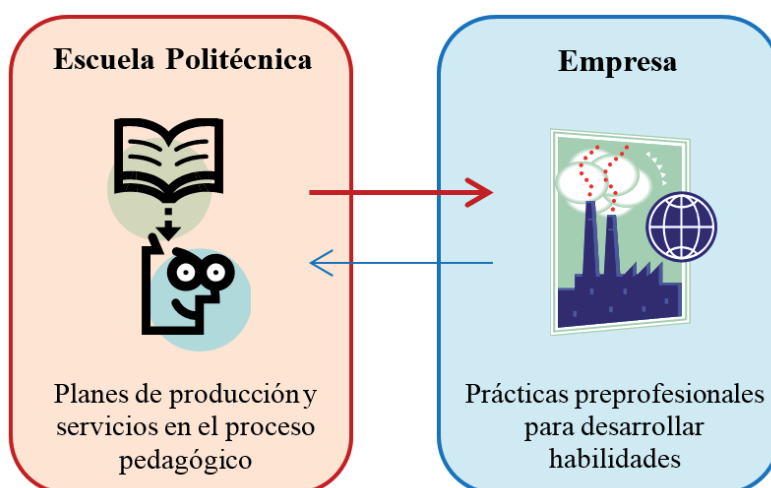 Escuela Politécnica
Planes de producción y
servicios en el proceso
pedagógico
Empresa
Prácticas preprofesionales
para desarrollar
habilidades